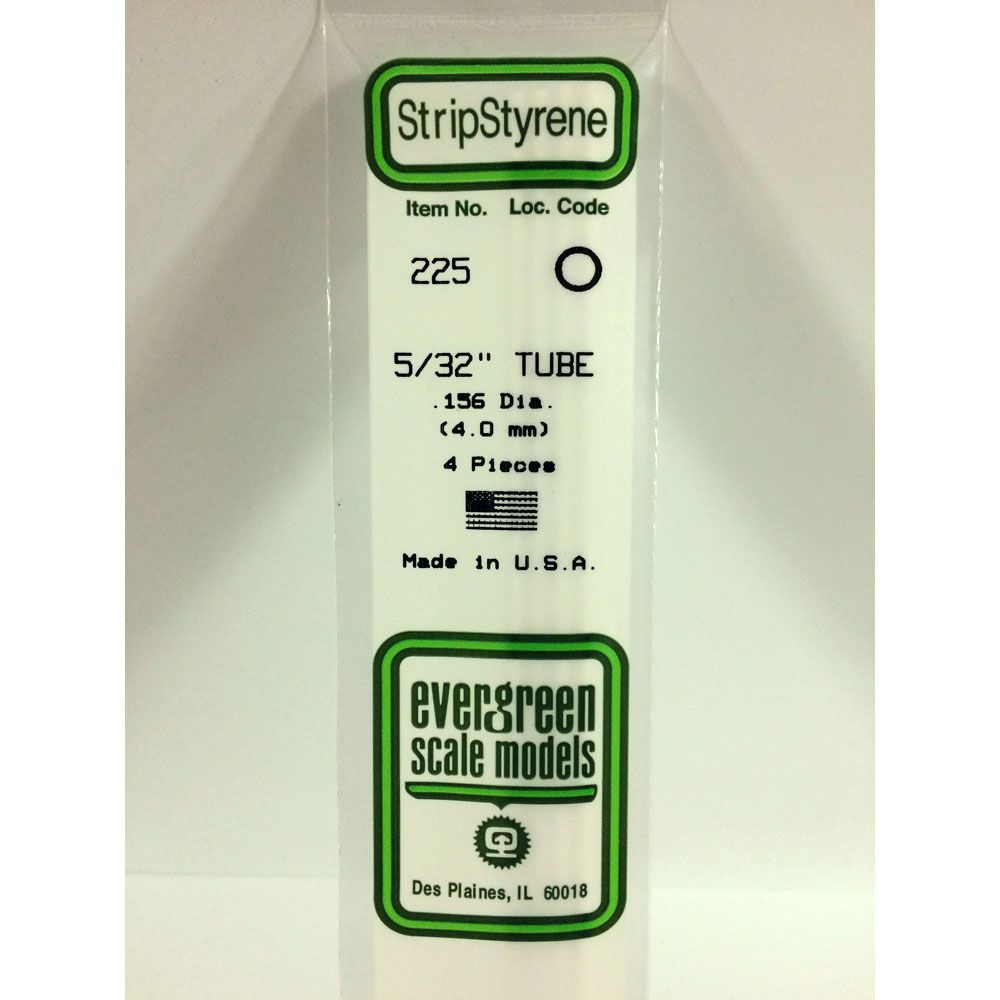 StripStyrene
Item No. Loc. Code
225
5/32" TUBE
.156 Dia.
(4.0 mm)
4 Pieces
Made in U.S.A.
evergreen
scale models
Des Plaines, IL 60018